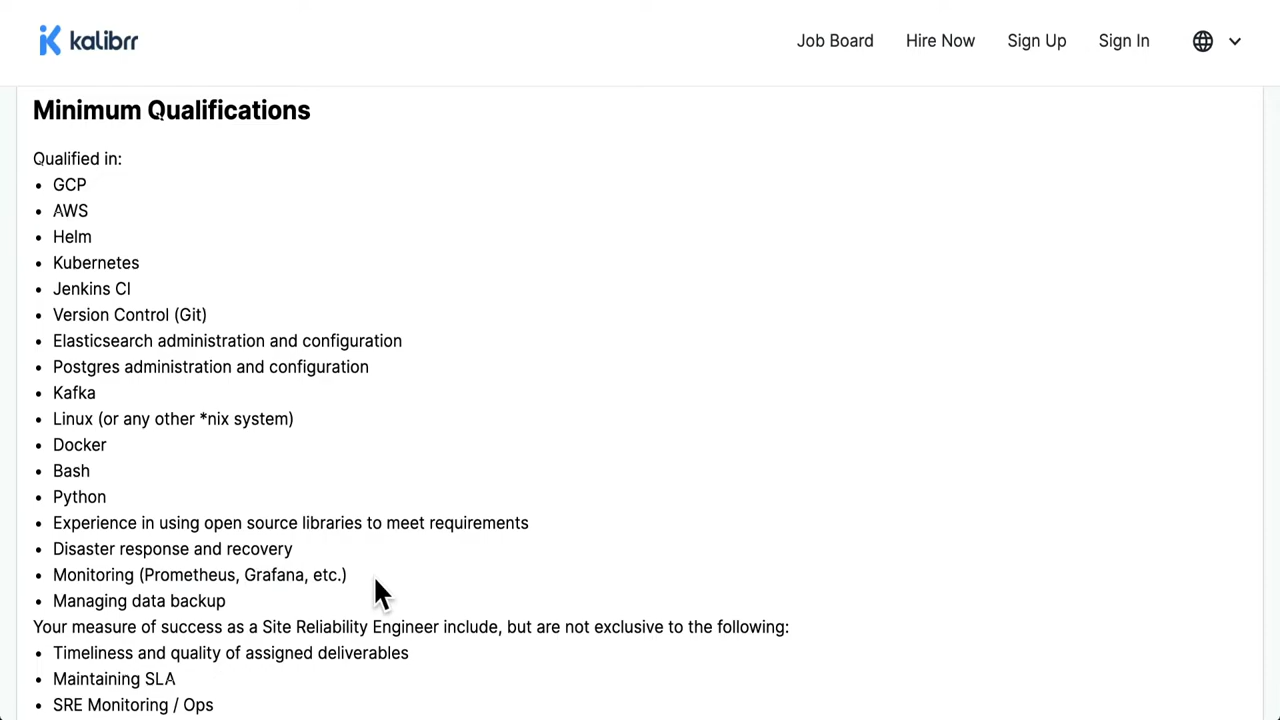 kalibrr
Job Board
Hire Now
Sign Up
Sign In
Minimum Qualifications
Qualified in:
• GCP
• AWS
• Helm
• Kubernetes
• Jenkins CI
• Version Control (Git)
• Elasticsearch administration and configuration
• Postgres administration and configuration
• Kafka
• Linux (or any other *nix system)
• Docker
• Bash
• Python
• Experience in using open source libraries to meet requirements
• Disaster response and recovery
• Monitoring (Prometheus, Grafana, etc.)
• Managing data backup
Your measure of success as a Site Reliability Engineer include, but are not exclusive to the following:
• Timeliness and quality of assigned deliverables
• Maintaining SLA
• SRE Monitoring / Ops